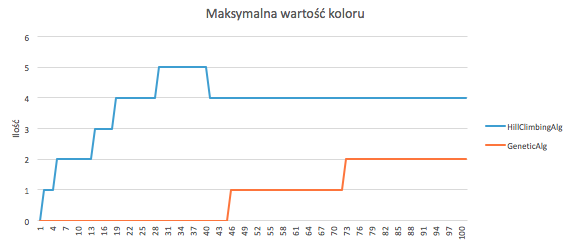 Maksymalna wartość koloru
6
5
4
3
2
1
0
Ilość
1 4 7 10 13 16 19 22 25 28 31 34 37 40 43 46 49 52 55 58 61 64 67 70 73 76 79 82 85 88 91 94 97 100
HillClimbingAlg
GeneticAlg